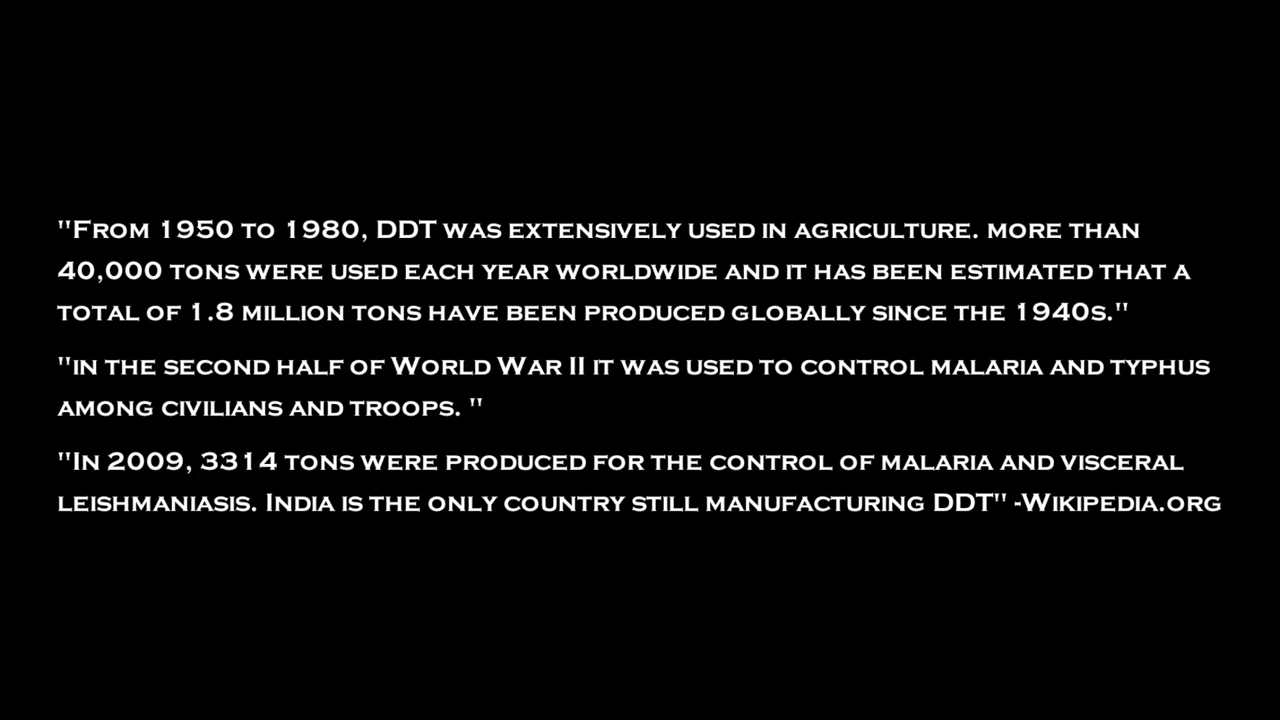 "From 1950 to 1980, DDT was extensively used in agriculture. more than
40,000 tons were used each year worldwide and it has been estimated that a
total of 1.8 million tons have been produced globally since the 1940s."
"in the second half of World War II it was used to control malaria and typhus
among civilians and troops. "
"In 2009, 3314 tons were produced for the control of malaria and visceral
leishmaniasis. India is the only country still manufacturing DDT" -Wikipedia.org